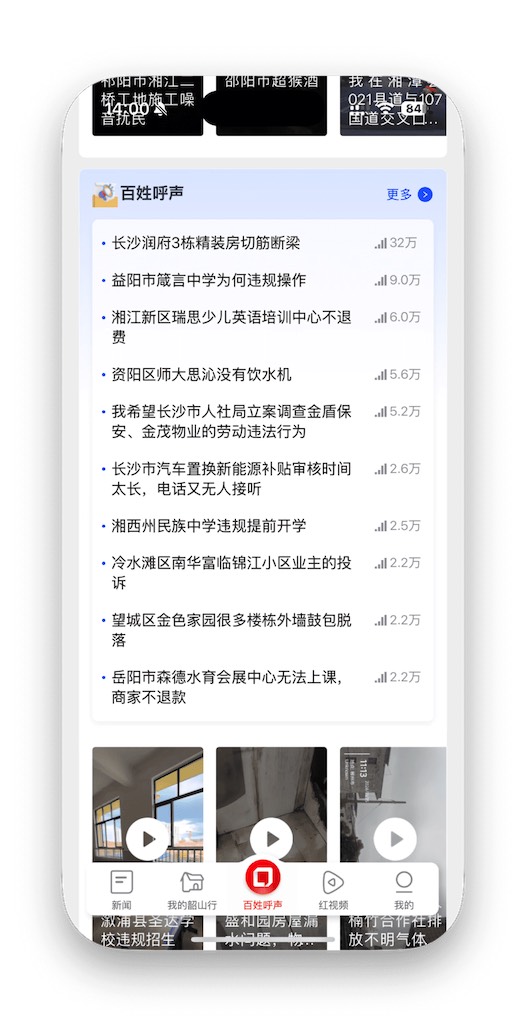 祁阳市湘江二
桥工地施工噪
音扰民
邵阳市超猴酒
我在湘潭
021县道与107
国道交叉口...
14:00
84
百姓呼声
更多
长沙润府3栋精装房切筋断梁
32万
益阳市箴言中学为何违规操作
9.0万
湘江新区瑞思少儿英语培训中心不退
费
6.0万
资阳区师大思沁没有饮水机
5.6万
我希望长沙市人社局立案调查金盾保
安、金茂物业的劳动违法行为
5.2万
长沙市汽车置换新能源补贴审核时间
太长，电话又无人接听
2.6万
湘西州民族中学违规提前开学
2.5万
冷水滩区南华富临锦江小区业主的投
诉
2.2万
望城区金色家园很多楼栋外墙鼓包脱
落
2.2万
岳阳市森德水育会展中心无法上课，
商家不退款
2.2万
11:13
新闻
我的韶山行
百姓呼声
红视频
我的
溆浦县圣达学
校违规招生
盛和园房屋漏
水问题，物...
楠竹合作社排
放不明气体